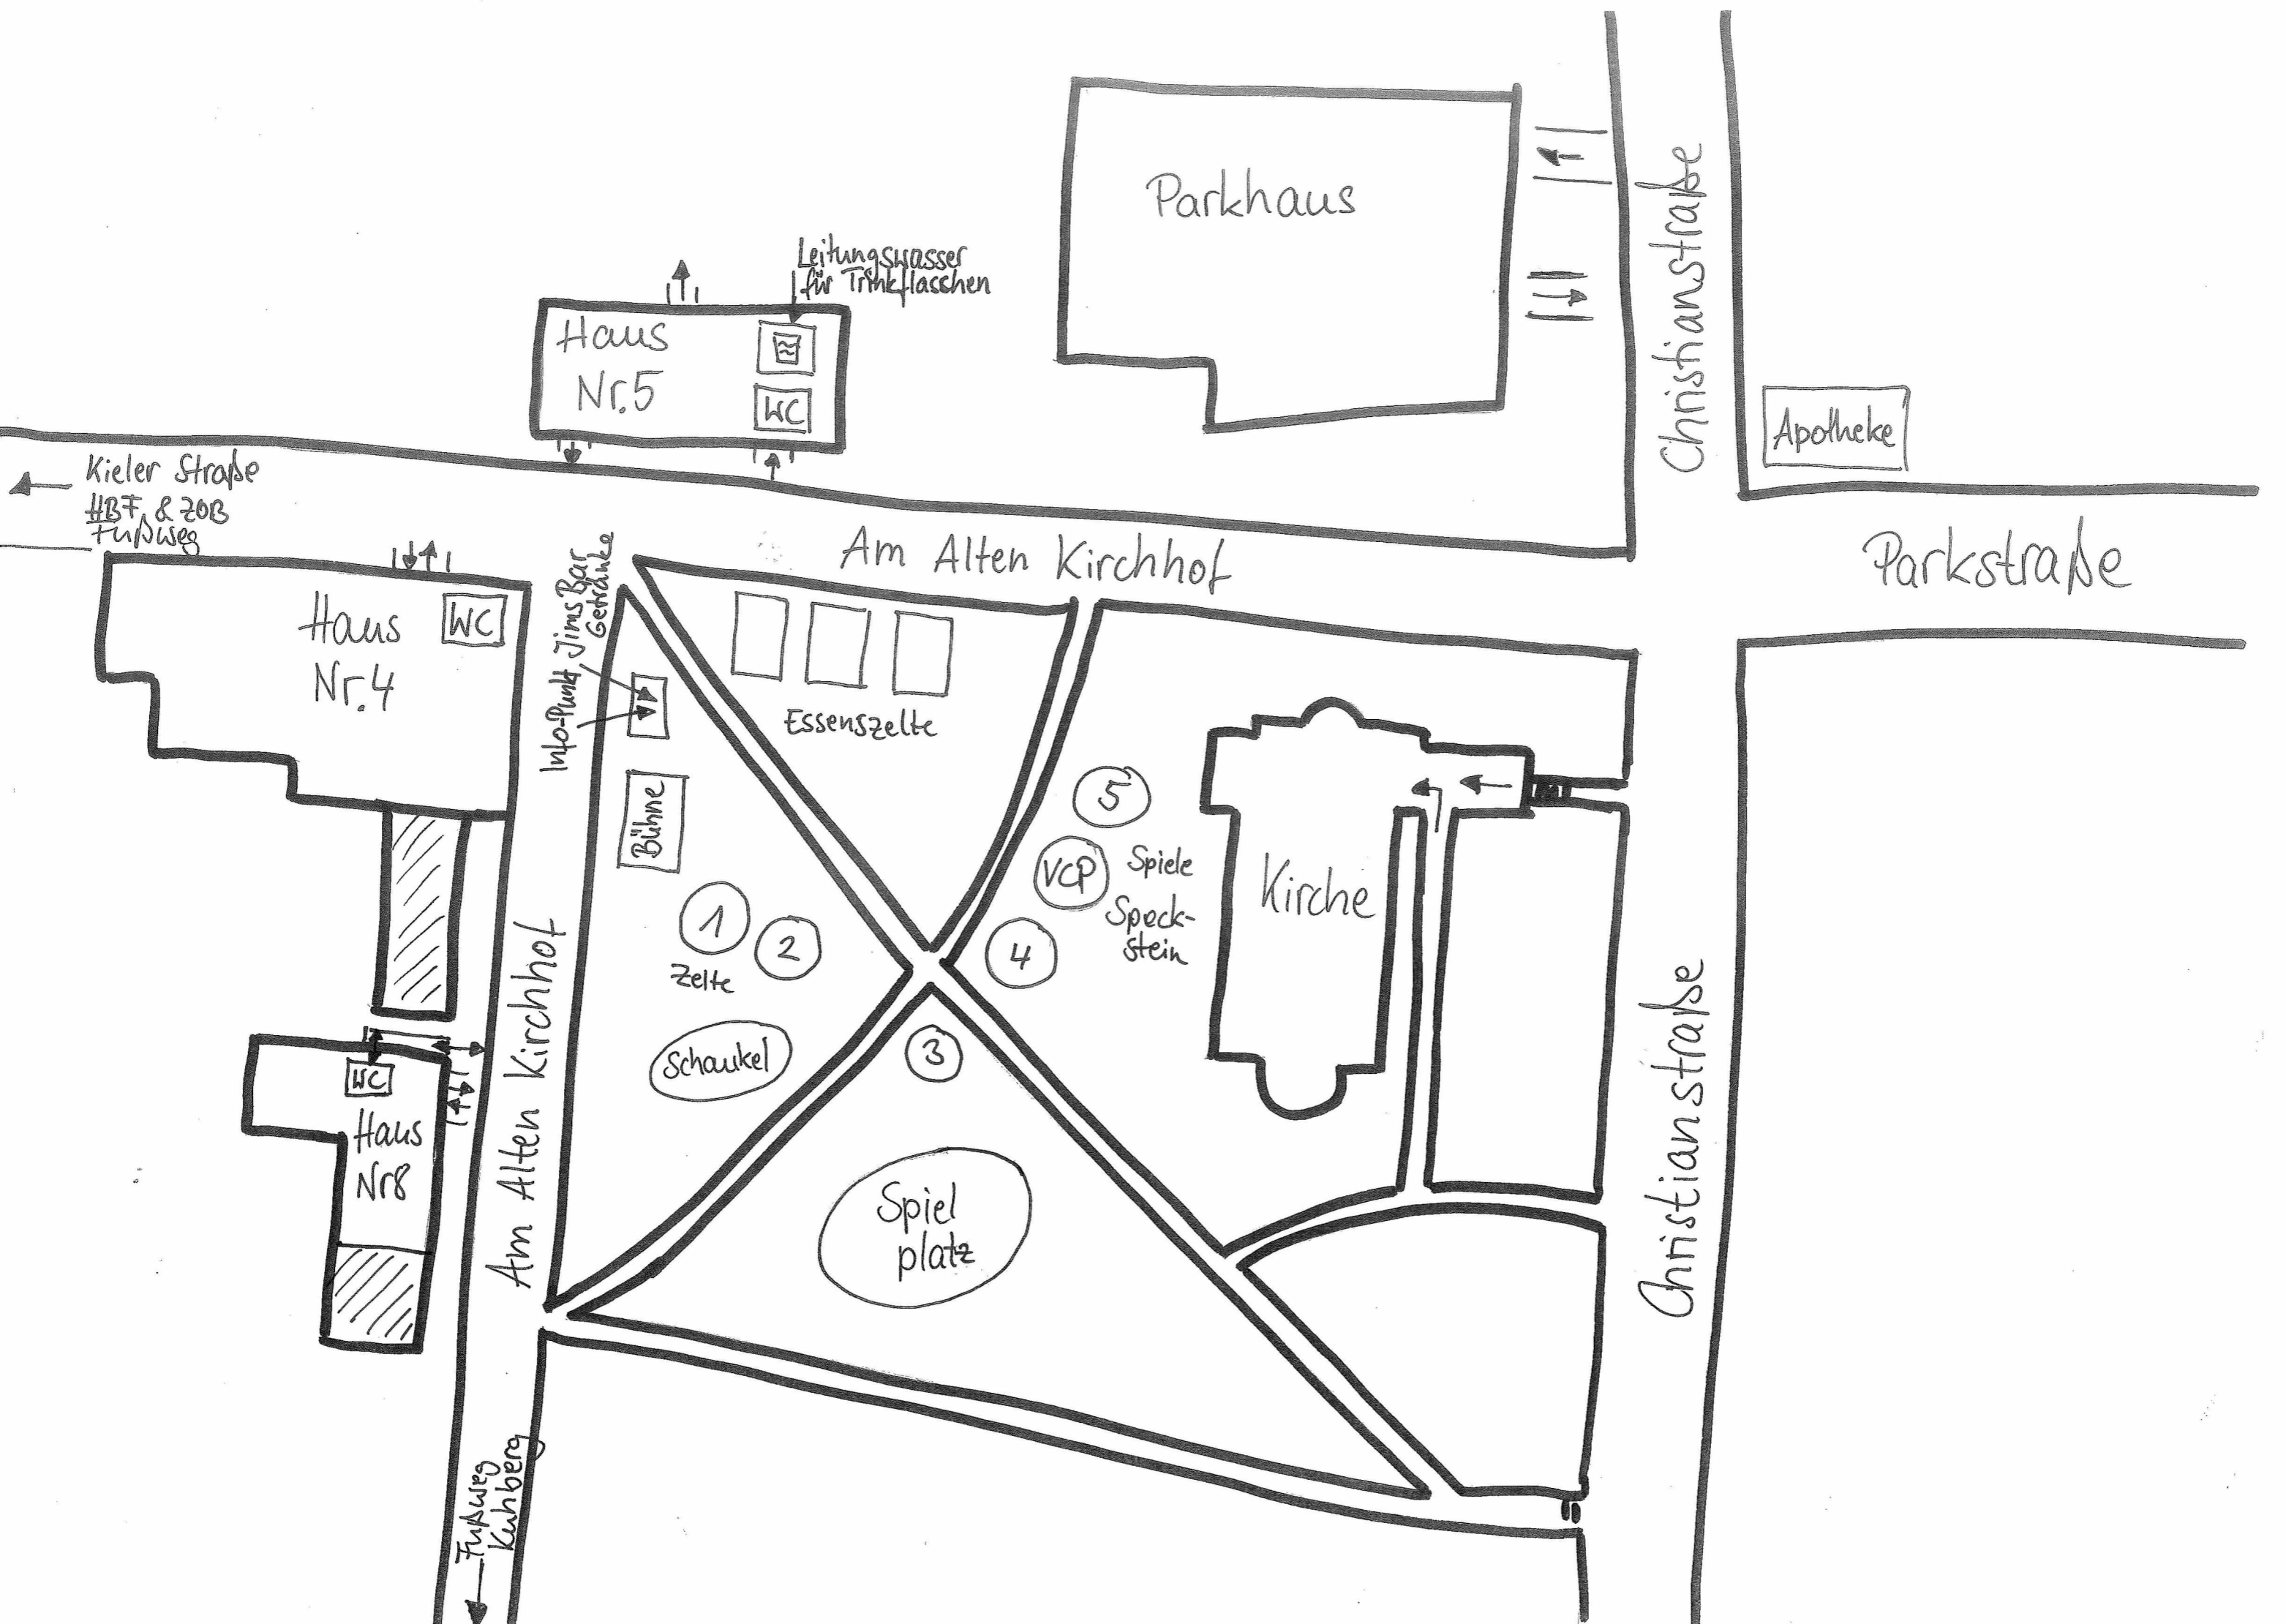 Parkhaus
Christianstraße
Leitungswasser
für Trinkflaschen
Haus
Nr.5
WC
Apotheke
Kieler Straße
HBF & ZOB
Fußweg
Am Alten Kirchhof
Parkstraße
Haus
Nr.4
WC
Info-Punkt, Jims Bar
Getränke
Essenszelte
Bühne
5
VCP
Spiele
Speck-
stein
4
Kirche
1
2
Zelte
Schaukel
3
Am Alten Kirchhof
WC
Haus
Nr8
Spiel
platz
Christianstraße
Fußweg
Kuhberg